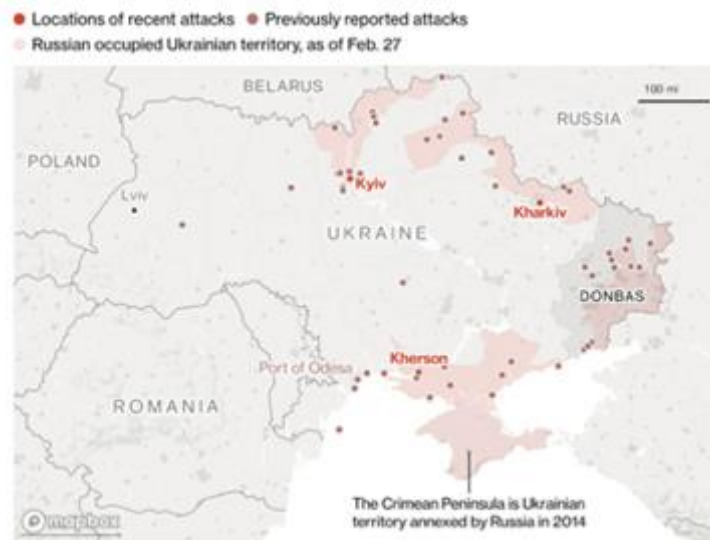 Locations of recent attacks Previously reported attacks
Russian occupied Ukrainian territory, as of Feb. 27
100 mi
BELARUS
RUSSIA
POLAND
Kyiv
Lviv
Kharkiv
UKRAINE
DONBAS
Kherson
Port of Odesa
ROMANIA
The Crimean Peninsula is Ukrainian
territory annexed by Russia in 2014
mapbox